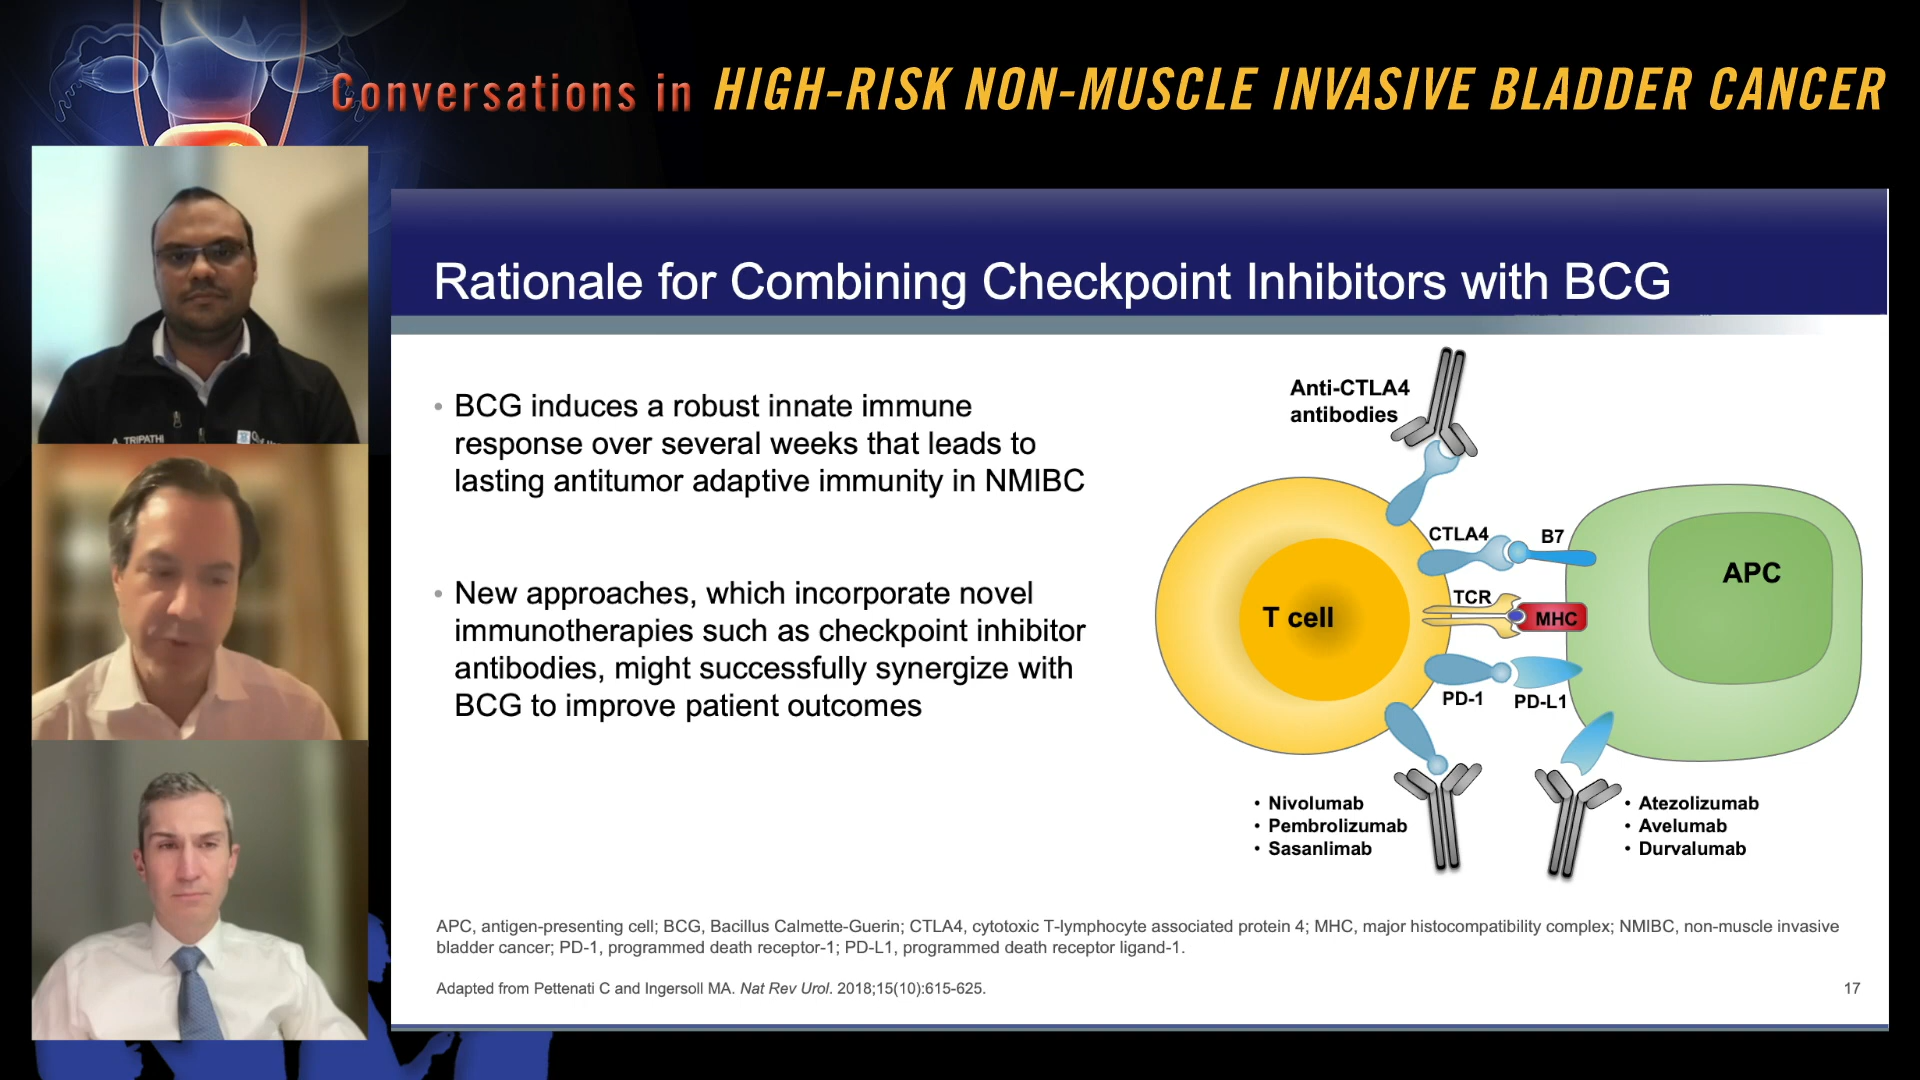 Conversations in HIGH-RISK NON-MUSCLE INVASIVE BLADDER CANCER
A. TRIPATHI
Rationale for Combining Checkpoint Inhibitors with BCG
• BCG induces a robust innate immune
response over several weeks that leads to
lasting antitumor adaptive immunity in NMIBC
• New approaches, which incorporate novel
immunotherapies such as checkpoint inhibitor
antibodies, might successfully synergize with
BCG to improve patient outcomes
Anti-CTLA4
antibodies
CTLA4
B7
TCR
MHC
PD-1
PD-L1
T cell
APC
• Nivolumab
• Pembrolizumab
• Sasanlimab
• Atezolizumab
• Avelumab
• Durvalumab
APC, antigen-presenting cell; BCG, Bacillus Calmette-Guerin; CTLA4, cytotoxic T-lymphocyte associated protein 4; MHC, major histocompatibility complex; NMIBC, non-muscle invasive
bladder cancer; PD-1, programmed death receptor-1; PD-L1, programmed death receptor ligand-1.
Adapted from Pettenati C and Ingersoll MA. Nat Rev Urol. 2018;15(10):615-625.
17